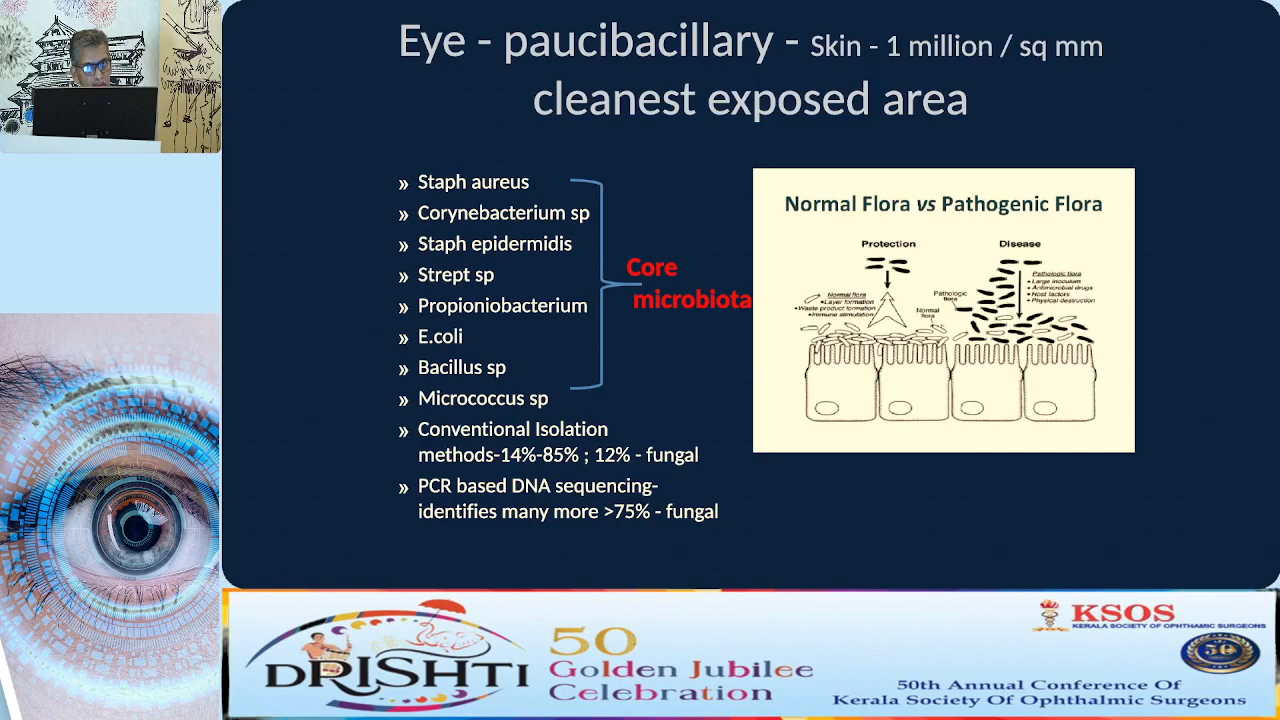 Eye - paucibacillary - Skin - 1 million / sq mm
cleanest exposed area
» Staph aureus
» Corynebacterium sp
» Staph epidermidis
» Strept sp
» Propioniobacterium
» E.coli
» Bacillus sp
» Micrococcus sp
» Conventional Isolation
methods-14%-85% ; 12% - fungal
» PCR based DNA sequencing-
identifies many more >75% - fungal
Core
microbiota
Normal Flora vs Pathogenic Flora
Protection
Disease
Normal flora
•Layer formation
•Waste product formation
•Immune stimulation
Pathologic
flora
Normal
flora
Pathologic flora
• Large inoculum
• Antimicrobial drugs
• Host factors
• Physical destruction
DRISHTI
50
Golden Jubilee
Celebration
KSOS
KERALA SOCIETY OF OPHTHAMIC SURGEONS
50
50th Annual Conference Of
Kerala Society Of Ophthalmic Surgeons